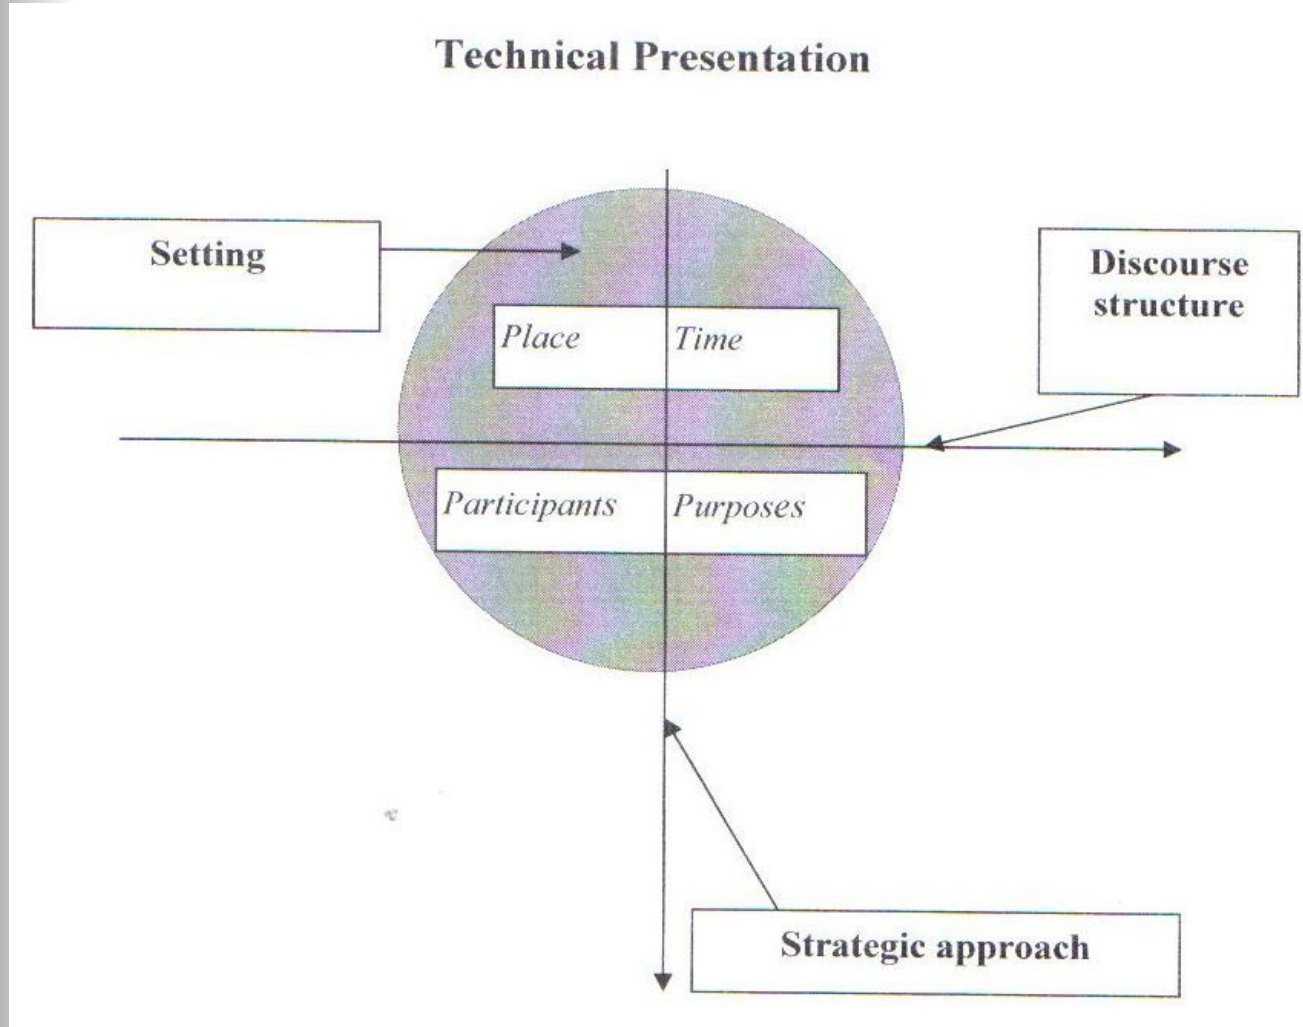 Technical Presentation
Setting
Discourse
structure
Place
Time
Participants
Purposes
Strategic approach